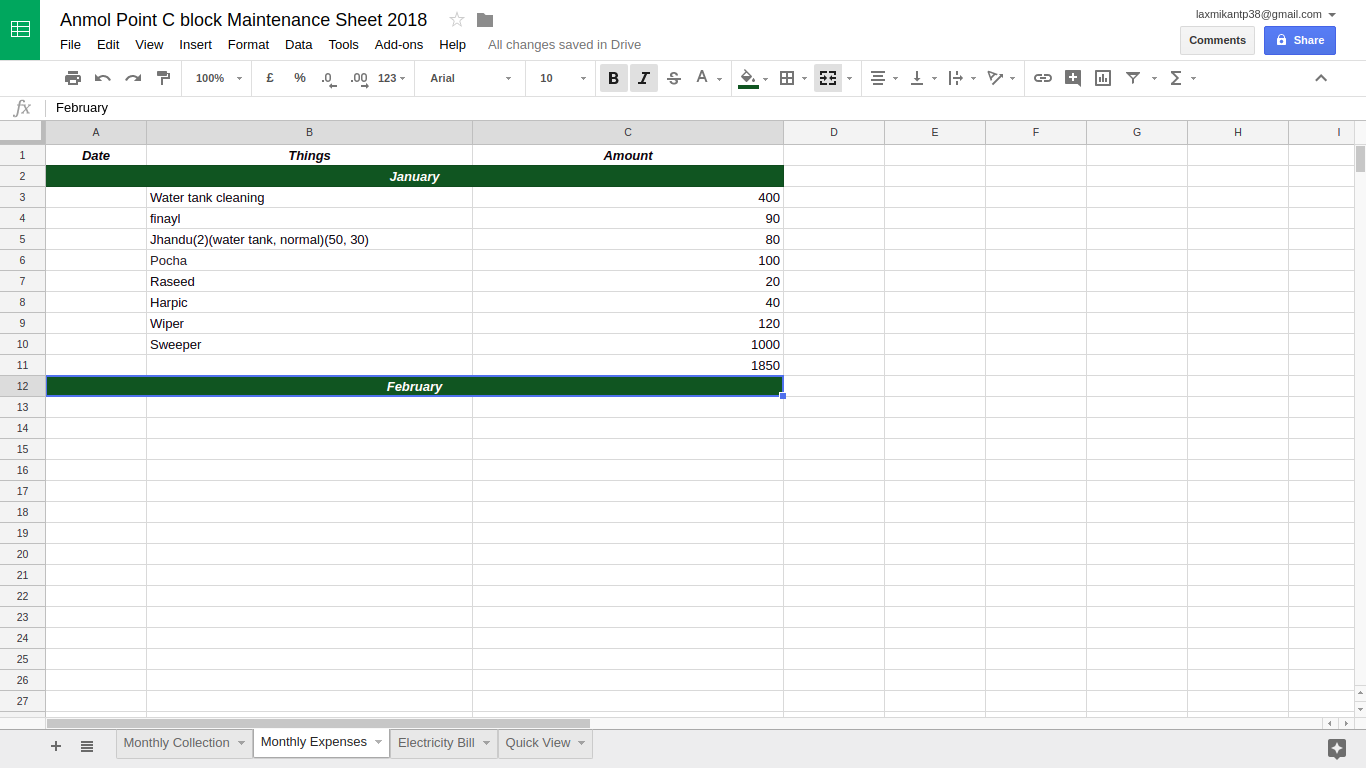 Anmol Point C block Maintenance Sheet 2018
laxmikantp38@gmail.com
File Edit View Insert Format Data Tools Add-ons Help All changes saved in Drive
Comments Share
100% £ % .0 .00 123 Arial 10 B I S A Σ
fx February
A B C D E F G H I
1 Date Things Amount
2 January
3 Water tank cleaning 400
4 finayl 90
5 Jhandu(2)(water tank, normal)(50, 30) 80
6 Pocha 100
7 Raseed 20
8 Harpic 40
9 Wiper 120
10 Sweeper 1000
11 1850
12 February
13
14
15
16
17
18
19
20
21
22
23
24
25
26
27
+ Monthly Collection Monthly Expenses Electricity Bill Quick View